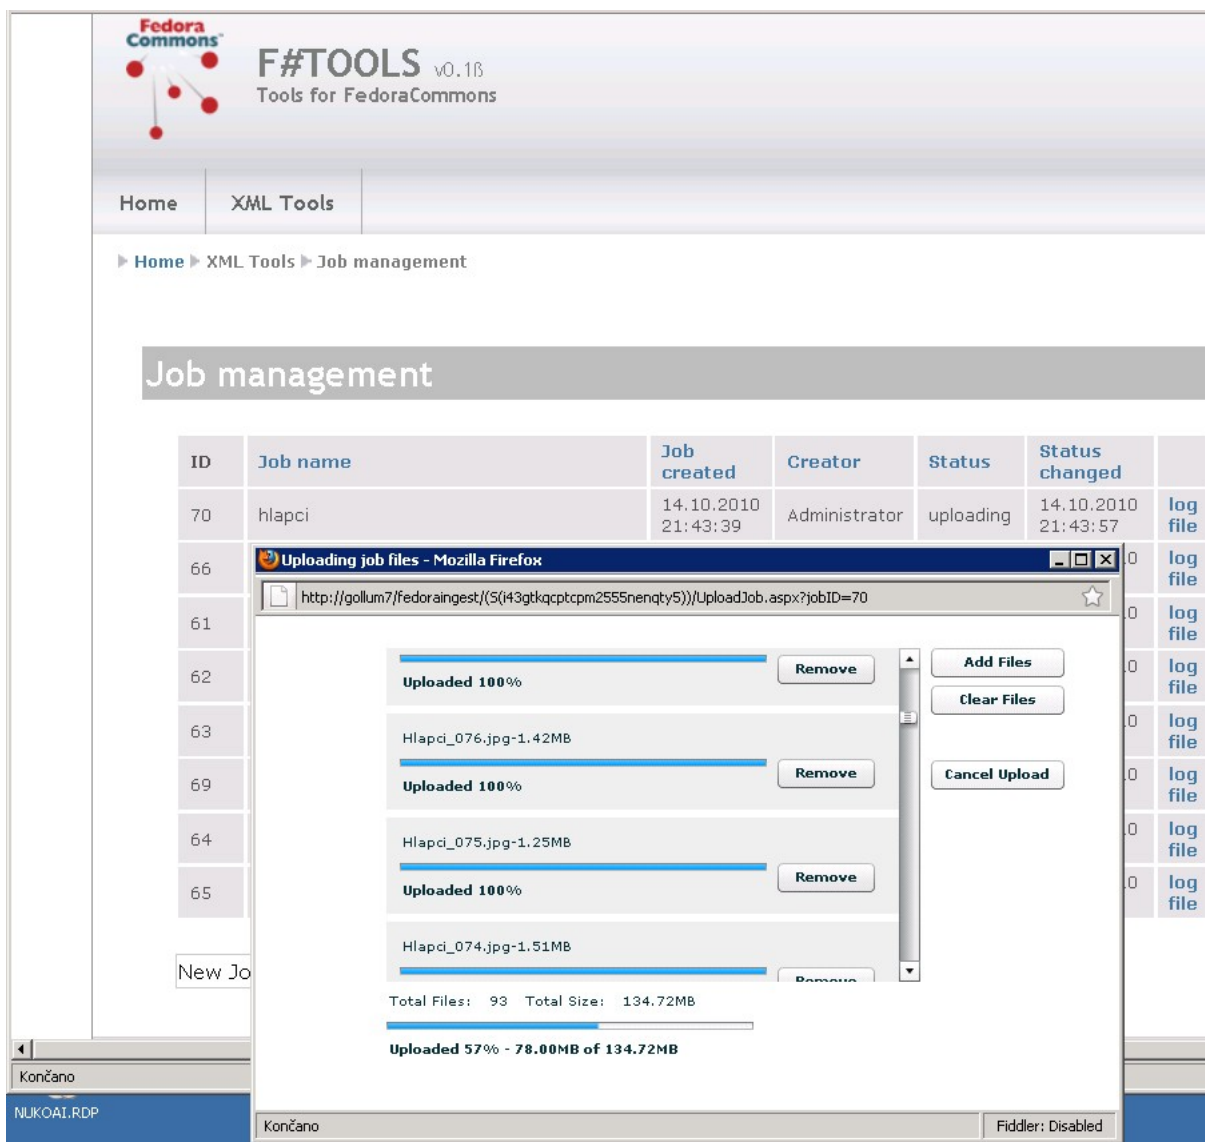 Fedora
Commons™
F#TOOLS v0.1ß
Tools for FedoraCommons
Home XML Tools
Home XML Tools Job management
Job management
ID Job name Job created Creator Status Status changed
70 hlapci 14.10.2010 21:43:39 Administrator uploading 14.10.2010 21:43:57 log file
66 log file
61 log file
62 log file
63 log file
69 log file
64 log file
65 log file
New Jo
Uploading job files - Mozilla Firefox
http://gollum7/fedoraingest/(S(i43gtkqcptcpm2555nenqty5))/UploadJob.aspx?jobID=70
Uploaded 100% Remove
Hlapci_076.jpg-1.42MB
Uploaded 100% Remove
Hlapci_075.jpg-1.25MB
Uploaded 100% Remove
Hlapci_074.jpg-1.51MB
Remove
Add Files
Clear Files
Cancel Upload
Total Files: 93 Total Size: 134.72MB
Uploaded 57% - 78.00MB of 134.72MB
Končano Fiddler: Disabled
Končano
NUKOAI.RDP